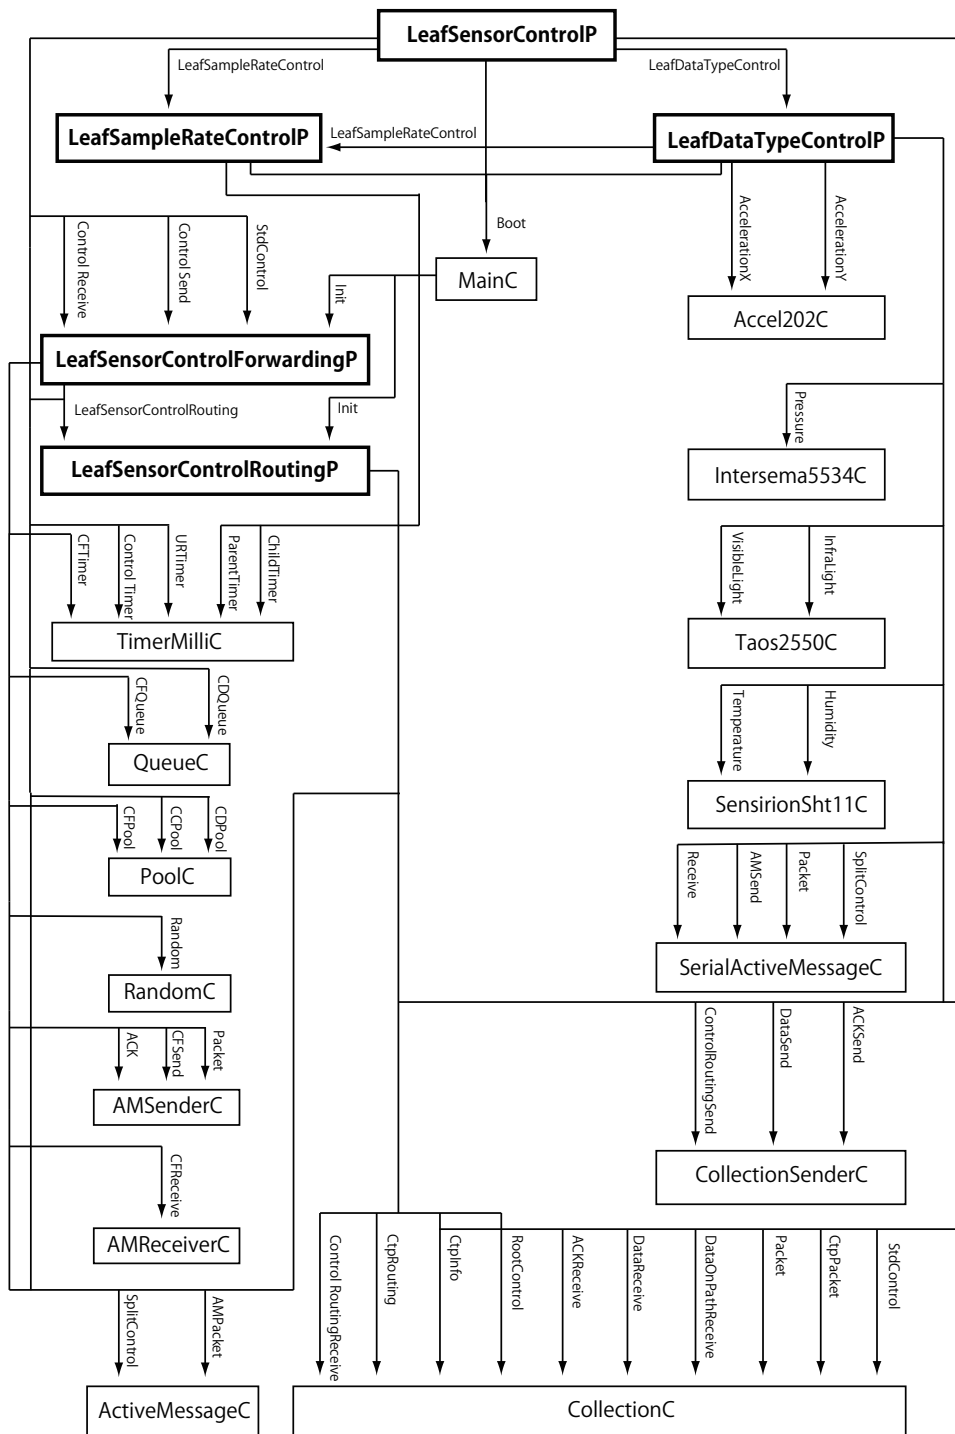 LeafSensorControlP
LeafSampleRateControl
LeafDataTypeControl
LeafSampleRateControlP
LeafSampleRateControl
LeafDataTypeControlP
Control Receive
Control Send
StdControl
Boot
AccelerationX
AccelerationY
MainC
Init
Accel202C
LeafSensorControlForwardingP
LeafSensorControlRouting
Init
Pressure
LeafSensorControlRoutingP
Intersema5534C
CFTimer
Control Timer
URTimer
ParentTimer
ChildTimer
VisibleLight
InfraLight
TimerMilliC
Taos2550C
CFQueue
CDQueue
Temperature
Humidity
QueueC
SensirionSht11C
CFPool
CCPool
CDPool
Receive
AMSend
Packet
SplitControl
PoolC
Random
SerialActiveMessageC
RandomC
ACK
CFSend
Packet
ControlRoutingSend
DataSend
ACKSend
AMSenderC
CFReceive
CollectionSenderC
AMReceiverC
SplitControl
AMPacket
Control RoutingReceive
CtpRouting
CtpInfo
RootControl
ACKReceive
DataReceive
DataOnPathReceive
Packet
CtpPacket
StdControl
ActiveMessageC
CollectionC